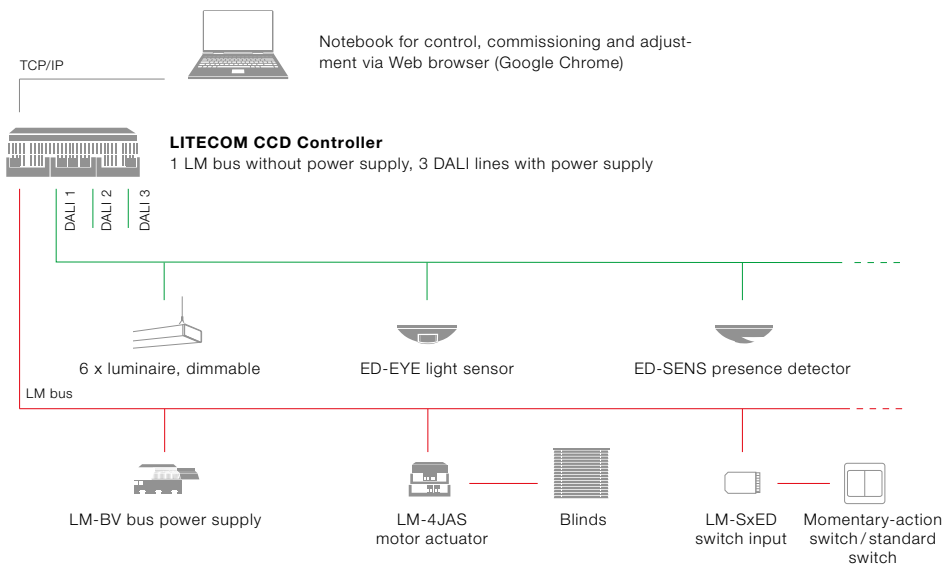 Notebook for control, commissioning and adjust-
ment via Web browser (Google Chrome)
TCP/IP
LITECOM CCD Controller
1 LM bus without power supply, 3 DALI lines with power supply
DALI 1
DALI 2
DALI 3
6 x luminaire, dimmable
ED-EYE light sensor
ED-SENS presence detector
LM bus
LM-BV bus power supply
LM-4JAS
motor actuator
Blinds
LM-SxED
switch input
Momentary-action
switch / standard
switch